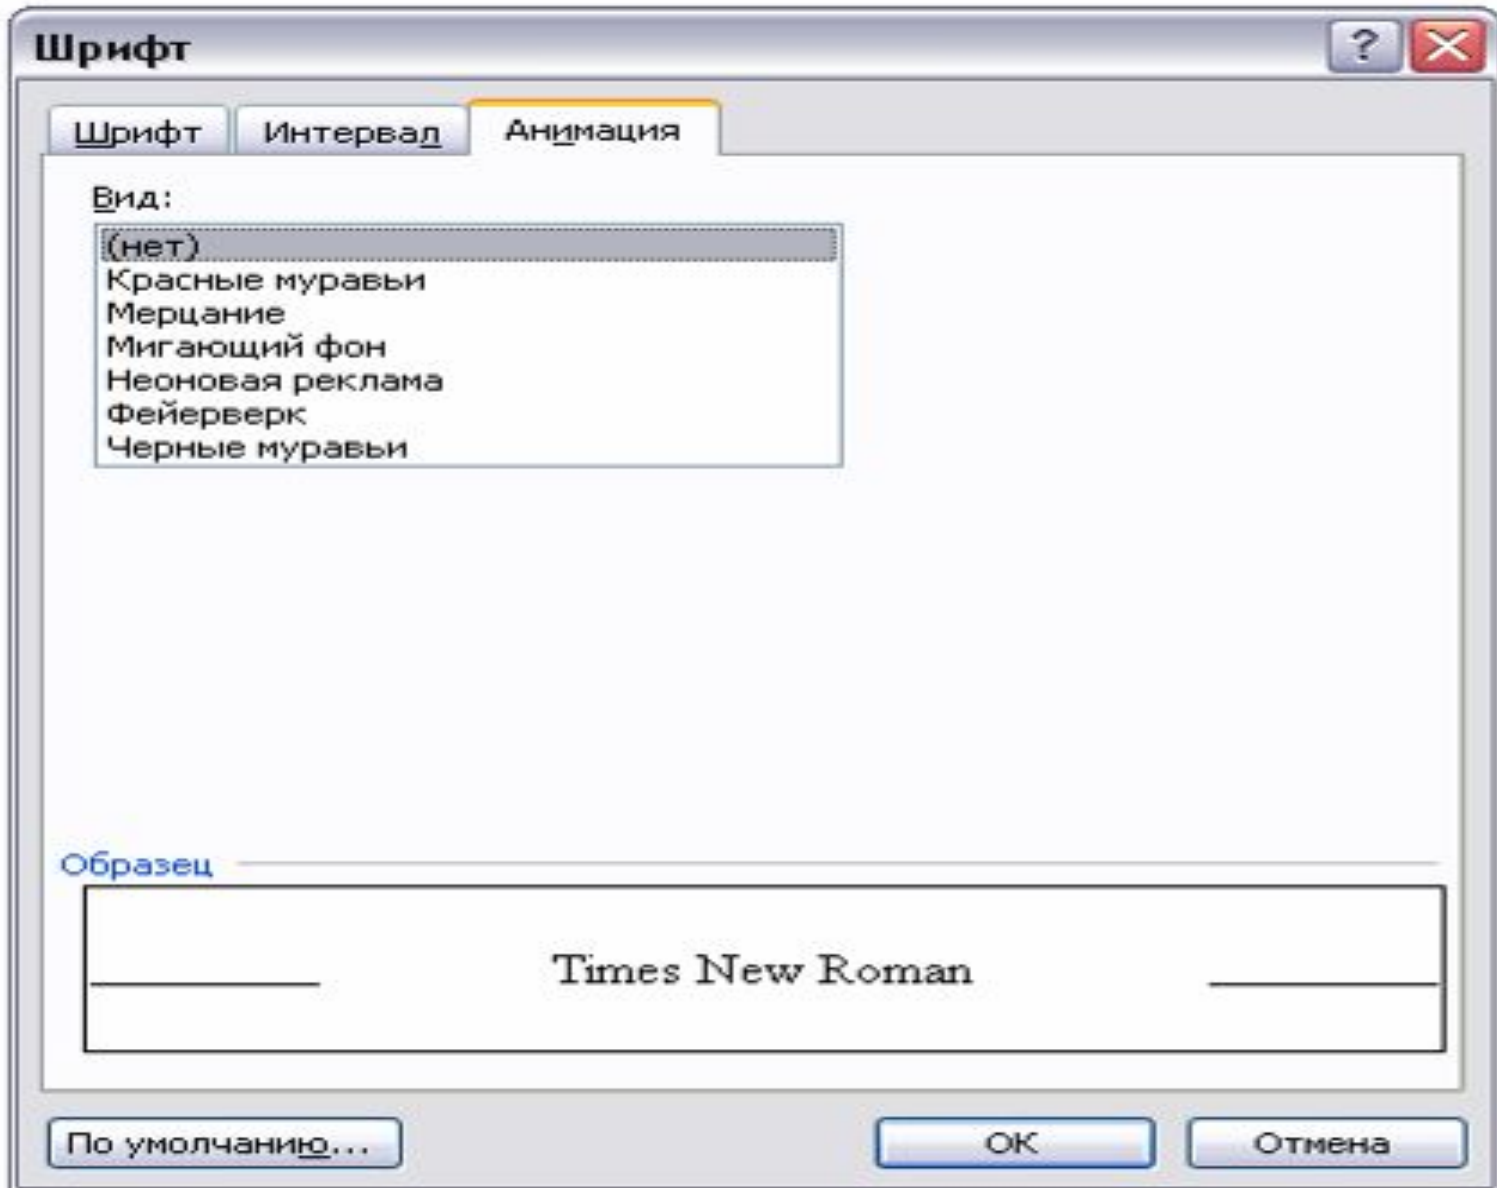 Шрифт
?
Шрифт Интервал Анимация
Вид:
(нет)
Красные муравьи
Мерцание
Мигающий фон
Неоновая реклама
Фейерверк
Черные муравьи
Образец
Times New Roman
По умолчанию... ОК Отмена